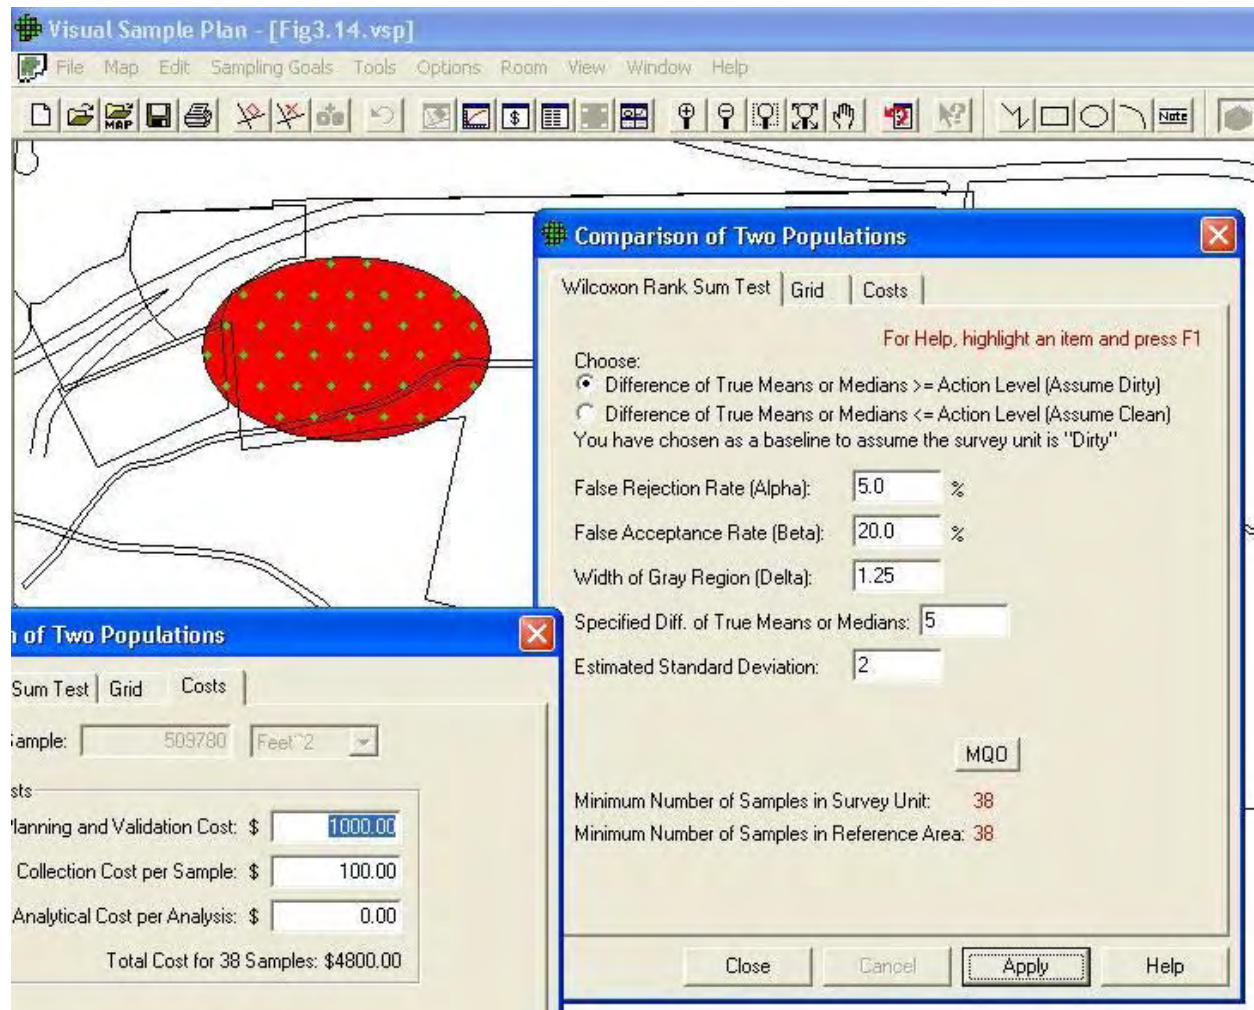 Visual Sample Plan - [Fig3.14.vsp]
File Map Edit Sampling Goals Tools Options Room View Window Help
MAP $ Note
Comparison of Two Populations
Wilcoxon Rank Sum Test Grid Costs
For Help, highlight an item and press F1
Choose:
Difference of True Means or Medians >= Action Level (Assume Dirty)
Difference of True Means or Medians <= Action Level (Assume Clean)
You have chosen as a baseline to assume the survey unit is "Dirty"
False Rejection Rate (Alpha): 5.0 %
False Acceptance Rate (Beta): 20.0 %
Width of Gray Region (Delta): 1.25
Specified Diff. of True Means or Medians: 5
Estimated Standard Deviation: 2
MQO
Minimum Number of Samples in Survey Unit: 38
Minimum Number of Samples in Reference Area: 38
Close Cancel Apply Help
n of Two Populations
Sum Test Grid Costs
Sample: 509780 Feet^2
sts
Planning and Validation Cost: $ 1000.00
Collection Cost per Sample: $ 100.00
Analytical Cost per Analysis: $ 0.00
Total Cost for 38 Samples: $4800.00